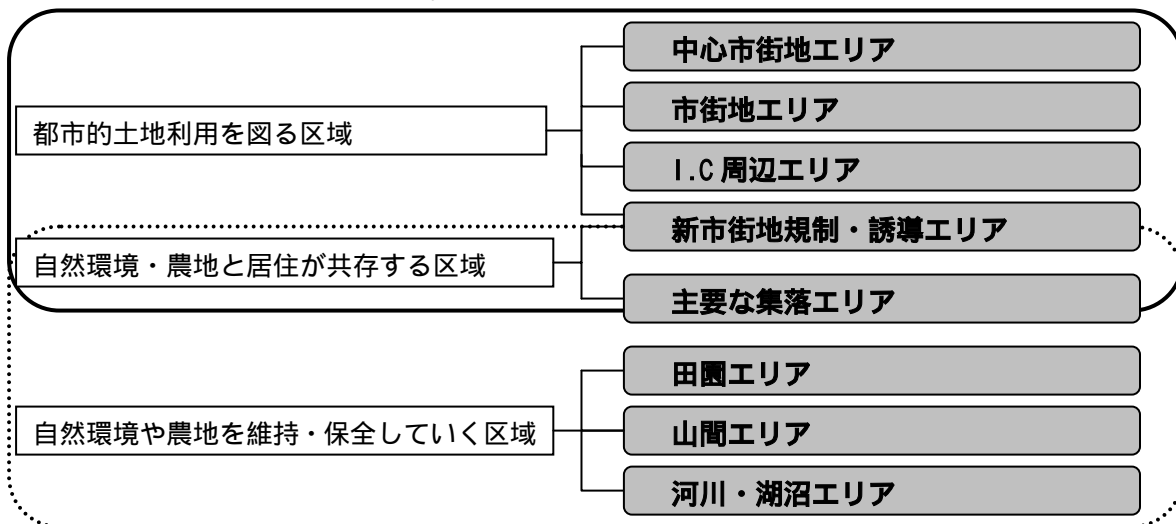 中心市街地エリア
市街地エリア
都市的土地利用を図る区域
I.C 周辺エリア
新市街地規制・誘導エリア
自然環境・農地と居住が共存する区域
主要な集落エリア
田園エリア
自然環境や農地を維持・保全していく区域
山間エリア
河川・湖沼エリア